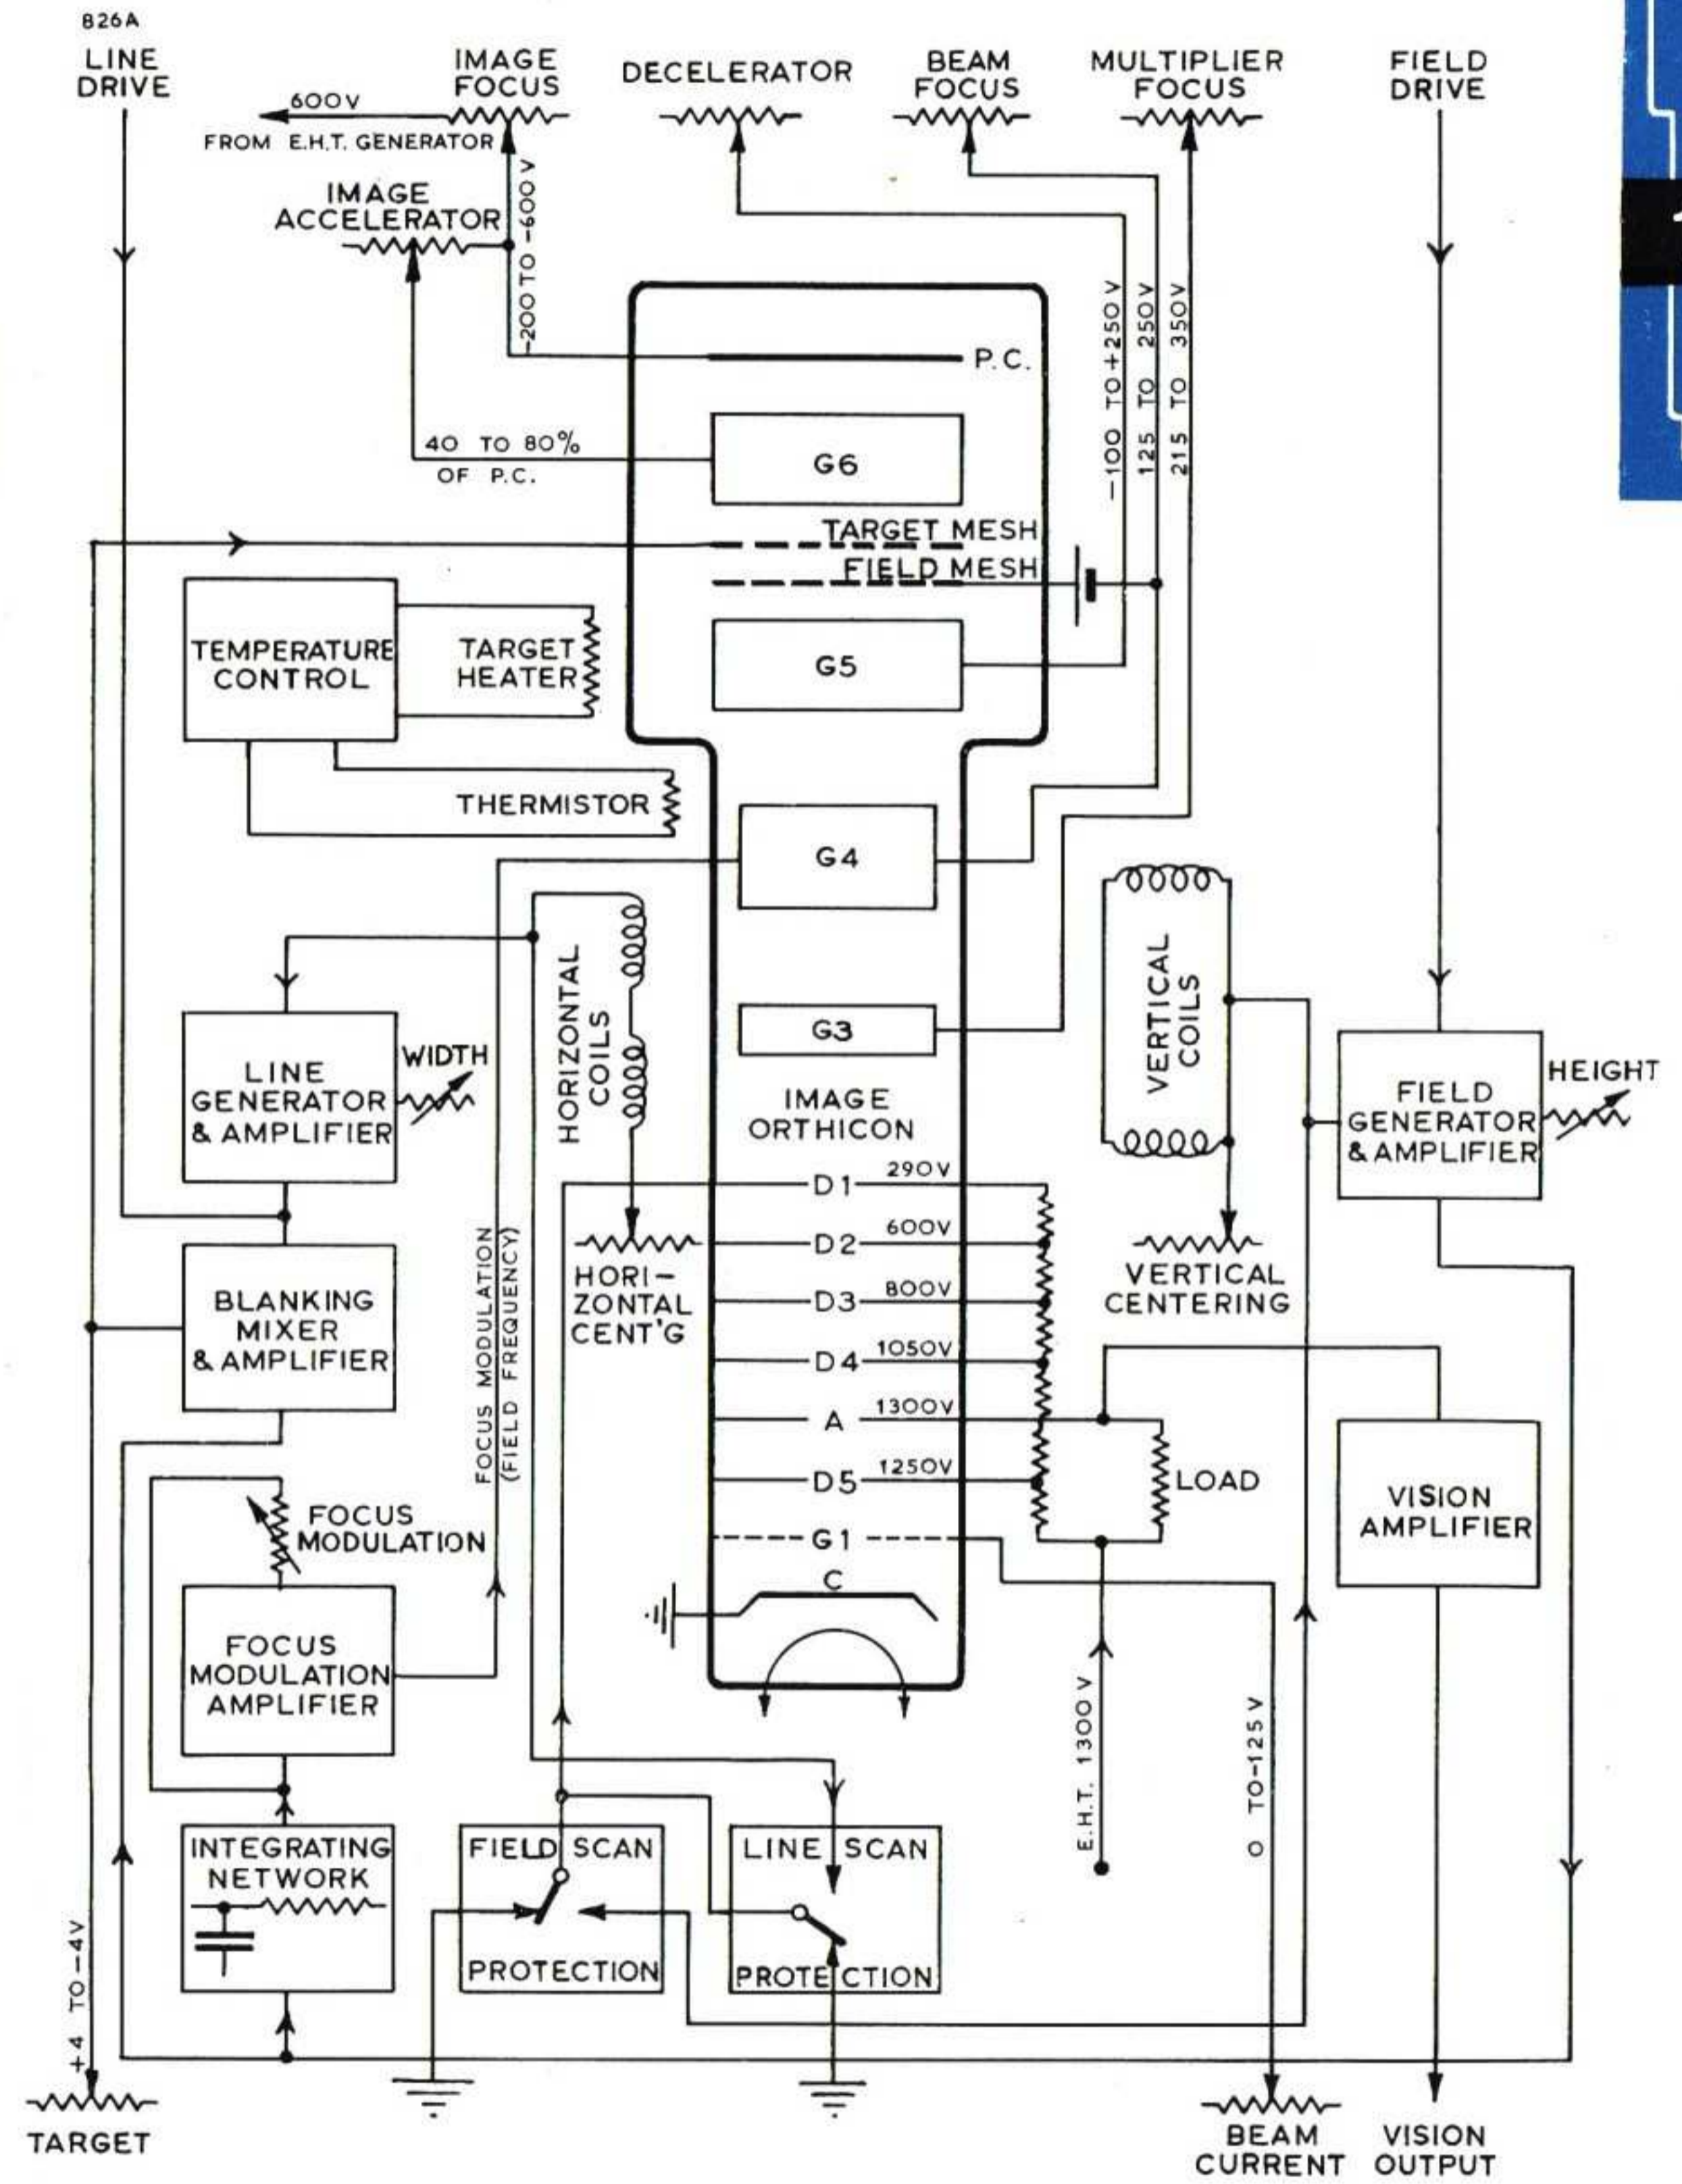 826A
LINE
DRIVE
IMAGE
FOCUS
DECELERATOR
BEAM
FOCUS
MULTIPLIER
FOCUS
FIELD
DRIVE
600V
FROM E.H.T. GENERATOR
IMAGE
ACCELERATOR
-200 TO -600 V
P.C.
-100 TO +250 V
125 TO 250V
215 TO 350V
40 TO 80%
OF P.C.
G6
TARGET MESH
FIELD MESH
TEMPERATURE
CONTROL
TARGET
HEATER
G5
THERMISTOR
G4
HORIZONTAL
COILS
VERTICAL
COILS
G3
LINE
GENERATOR
& AMPLIFIER
WIDTH
IMAGE
ORTHICON
FIELD
GENERATOR
& AMPLIFIER
HEIGHT
D1 290V
D2 600V
D3 800V
D4 1050V
A 1300V
D5 1250V
G1
C
HORI-
ZONTAL
CENT'G
VERTICAL
CENTERING
BLANKING
MIXER
& AMPLIFIER
FOCUS MODULATION
(FIELD FREQUENCY)
LOAD
VISION
AMPLIFIER
FOCUS
MODULATION
FOCUS
MODULATION
AMPLIFIER
E.H.T. 1300 V
O TO-125 V
INTEGRATING
NETWORK
FIELD SCAN
PROTECTION
LINE SCAN
PROTECTION
+4 TO -4V
TARGET
BEAM
CURRENT
VISION
OUTPUT